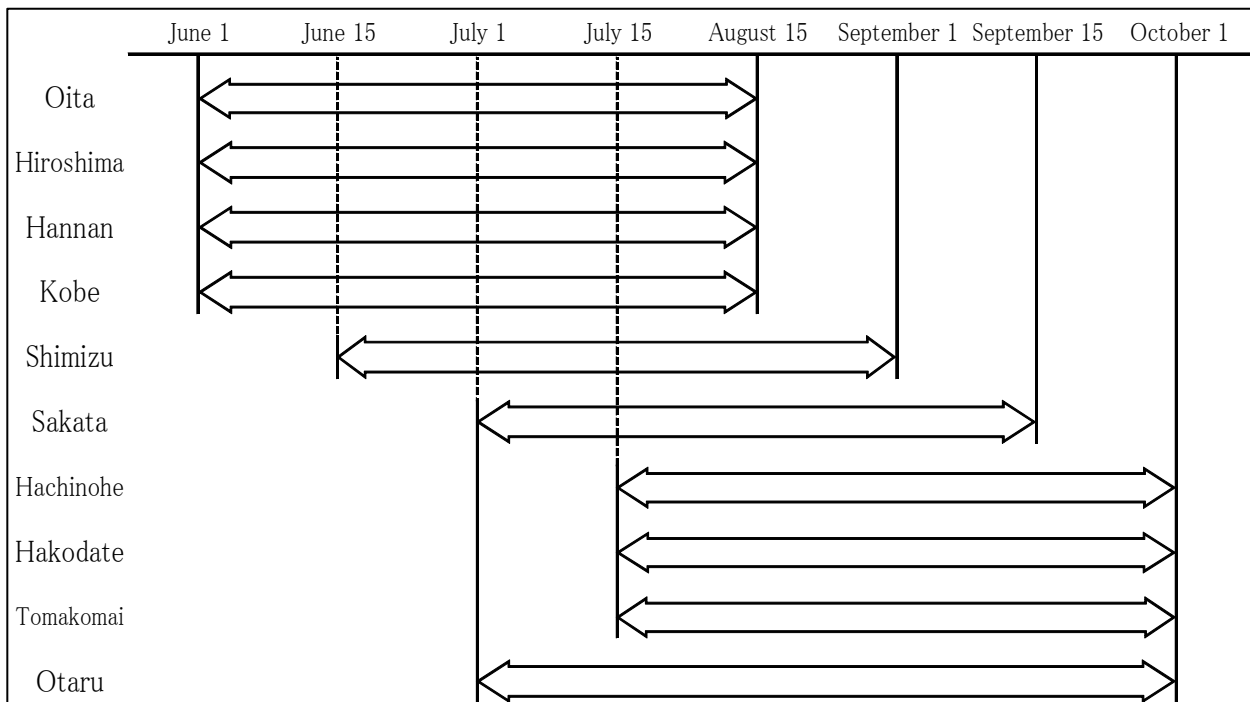 June 1 June 15 July 1 July 15 August 15 September 1 September 15 October 1
Oita
Hiroshima
Hannan
Kobe
Shimizu
Sakata
Hachinohe
Hakodate
Tomakomai
Otaru